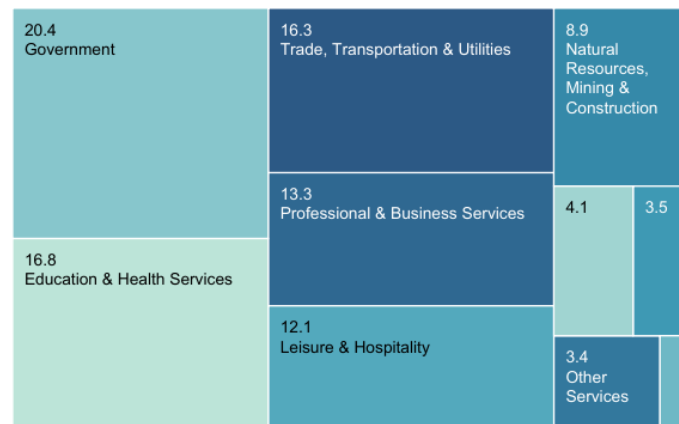 20.4
Government
16.8
Education & Health Services
16.3
Trade, Transportation & Utilities
13.3
Professional & Business Services
12.1
Leisure & Hospitality
8.9
Natural
Resources,
Mining &
Construction
4.1
3.5
3.4
Other
Services